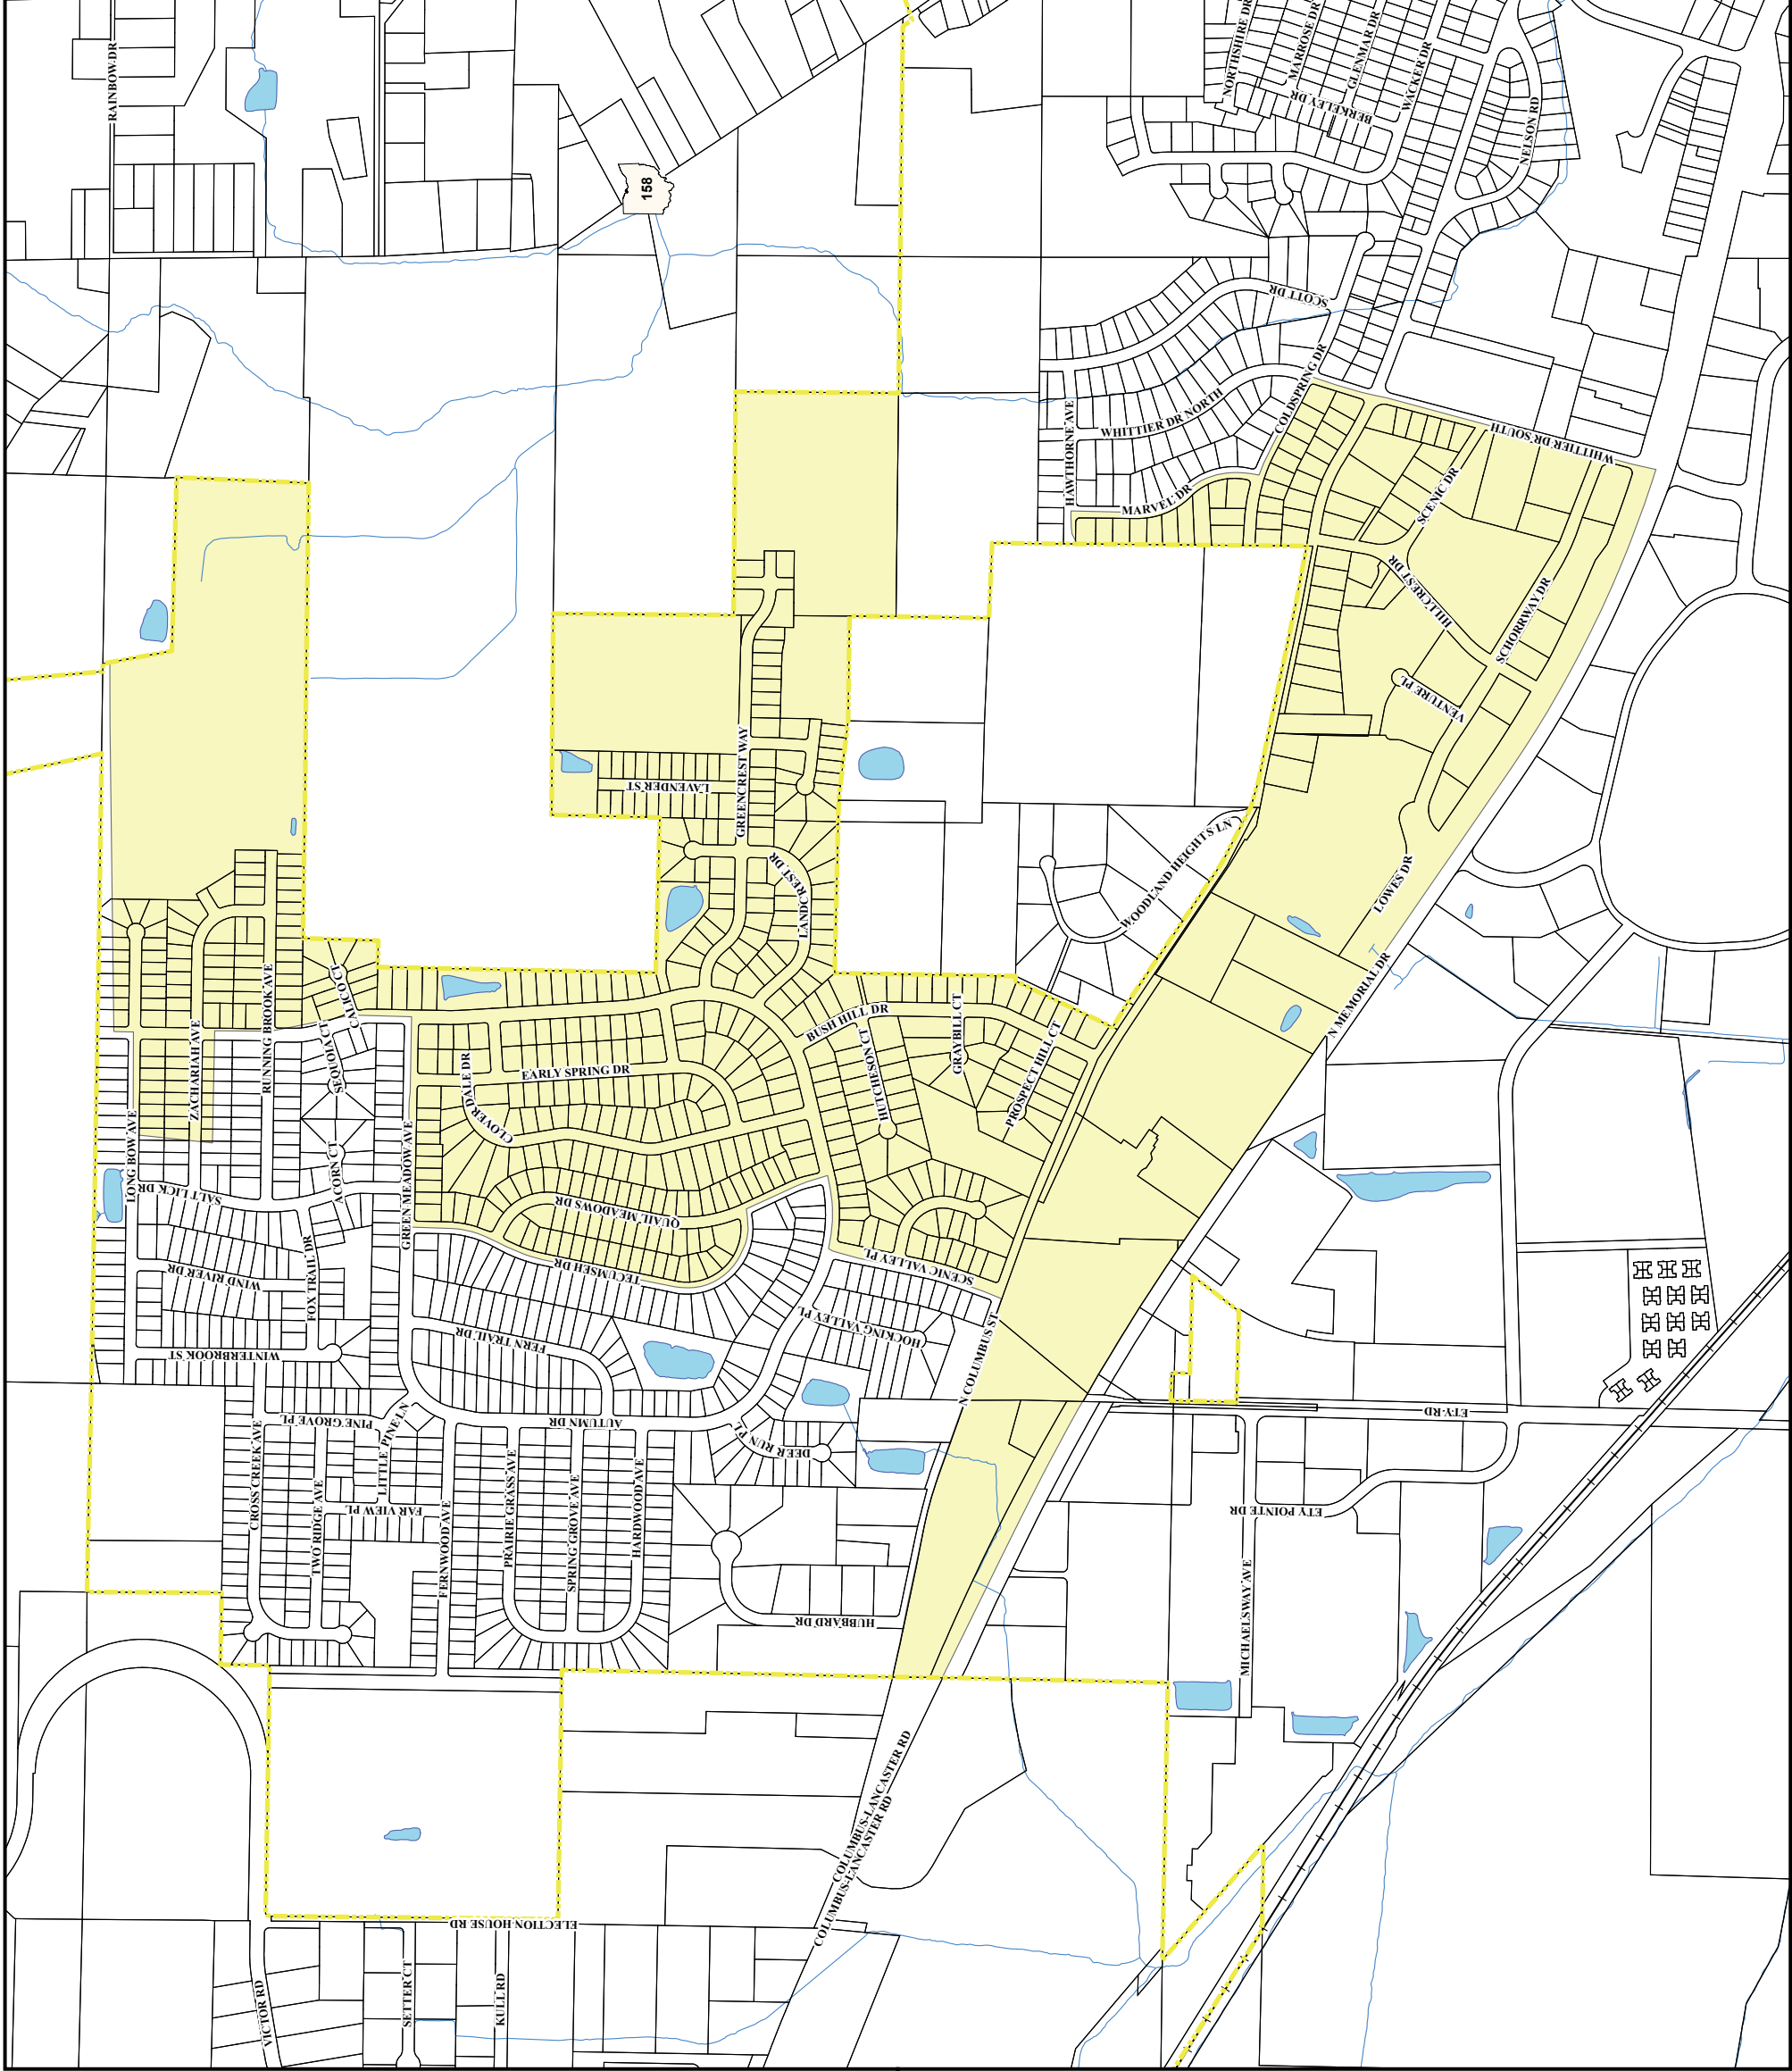 RAINBOW DR
NORTHSHIRE DR
MARROSE DR
GLENMAR DR
WACKER DR
BERKELEY DR
NELSON RD
158
SCOTT DR
COLDSPRING DR
WHITTIER DR NORTH
HAWTHORNE AVE
WHITTIER DR SOUTH
MARVEL DR
SCENIC DR
HILLCREST DR
SCHORRWAY DR
VENTURE PL
GREENCREST WAY
LAVENDER ST
WOODLAND HEIGHTS LN
LANDCREST DR
LOWES DR
CALICO CT
N MEMORIAL DR
BUSH HILL DR
GRAYBILL CT
RUNNING BROOK AVE
ZACHARIAH AVE
SEQUOIA CT
HUTCHESON CT
PROSPECT HILL CT
EARLY SPRING DR
CLOVERDALE DR
LONG BOW AVE
ACORN CT
GREEN MEADOW AVE
SALT LICK DR
QUAIL MEADOWS DR
TECUMSEH DR
SCENIC VALLEY PL
WIND RIVER DR
FOX TRAIL DR
HOCKING VALLEY PL
FERN TRAIL DR
WINTERBROOK ST
N COLUMBUS ST
PINE GROVE PL
AUTUMN DR
ETY RD
LITTLE PINE LN
DEER RUN PL
CROSS CREEK AVE
TWO RIDGE AVE
FAR VIEW PL
FERNWOOD AVE
PRAIRIE GRASS AVE
SPRING GROVE AVE
HARDWOOD AVE
ETY POINTE DR
HUBBARD DR
MICHAELSWAY AVE
COLUMBUS-LANCASTER RD
COLUMBUS-LANCASTER RD
ELECTION HOUSE RD
VICTOR RD
SETTER CT
KULL RD